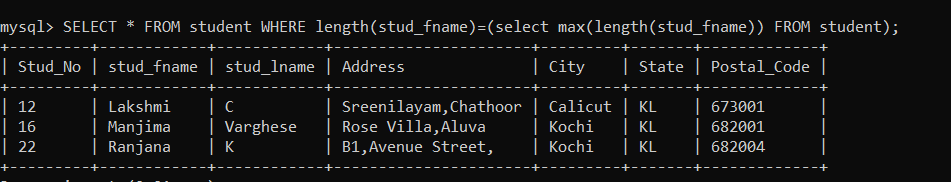 mysql> SELECT * FROM student WHERE length(stud_fname)=(select max(length(stud_fname)) FROM student);
+---------+-------------+------------+----------------------+---------+-------+-------------+
| Stud_No | stud_fname | stud_lname | Address | City | State | Postal_Code |
+---------+-------------+------------+----------------------+---------+-------+-------------+
| 12 | Lakshmi | C | Sreenilayam,Chathoor | Calicut | KL | 673001 |
| 16 | Manjima | Varghese | Rose Villa,Aluva | Kochi | KL | 682001 |
| 22 | Ranjana | K | B1,Avenue Street, | Kochi | KL | 682004 |
+---------+-------------+------------+----------------------+---------+-------+-------------+